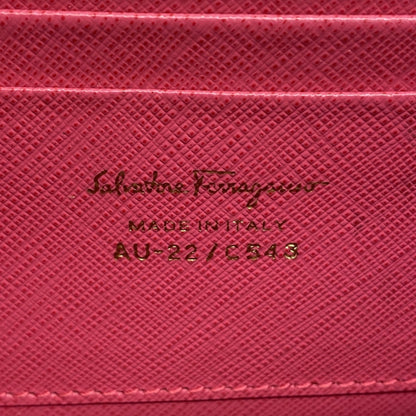 Salvatore Ferragamo
MADE IN ITALY
AU-22/C543